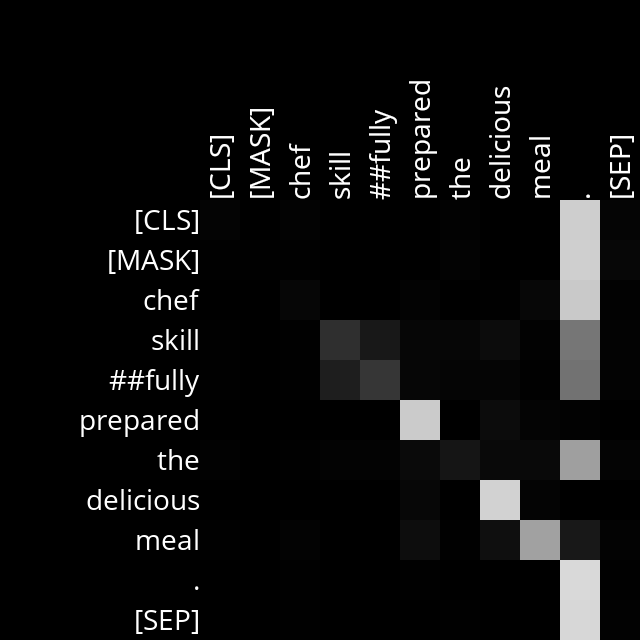 [CLS] [MASK] chef skill ##fully prepared the delicious meal . [SEP]
[CLS]
[MASK]
chef
skill
##fully
prepared
the
delicious
meal
.
[SEP]